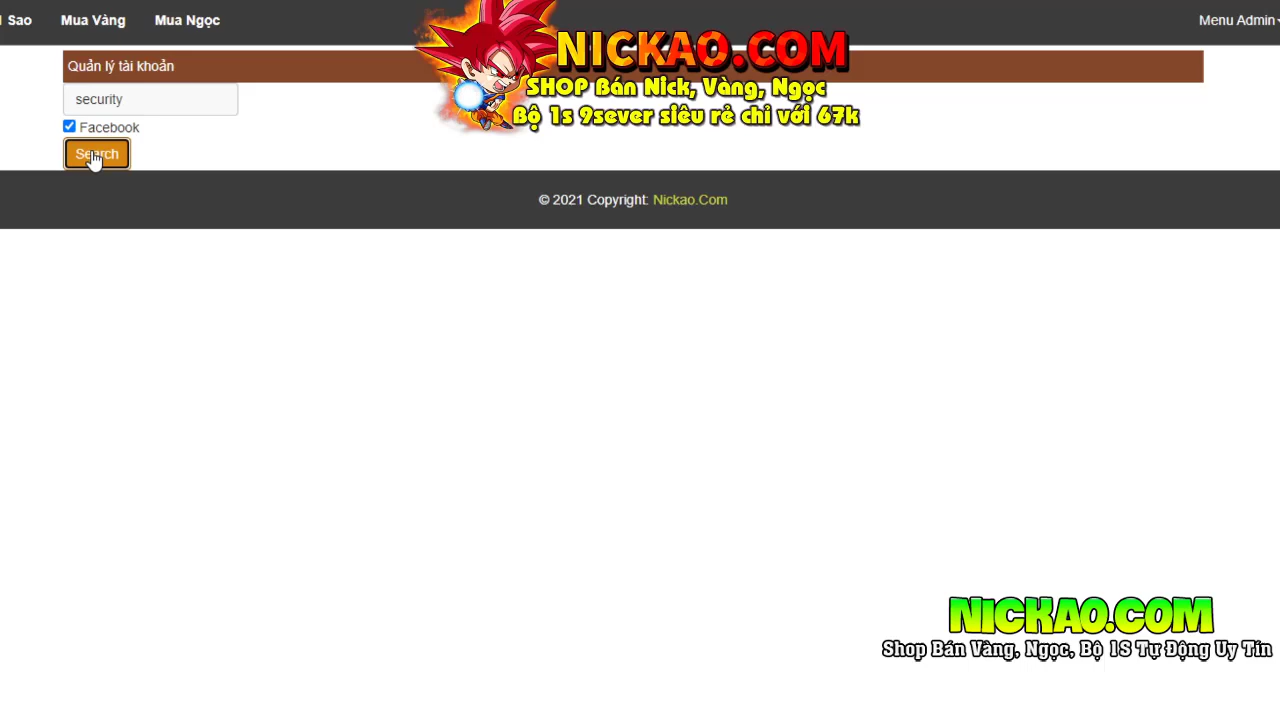 Sao Mua Vàng Mua Ngọc Menu Admin
NICKAO.COM
SHOP Bán Nick, Vàng, Ngọc
Bộ 1s 9sever siêu rẻ chỉ với 67k
Quản lý tài khoản
security
Facebook
Search
© 2021 Copyright: Nickao.Com
NICKAO.COM
Shop Bán Vàng, Ngọc, Bộ 1S Tự Động Uy Tín